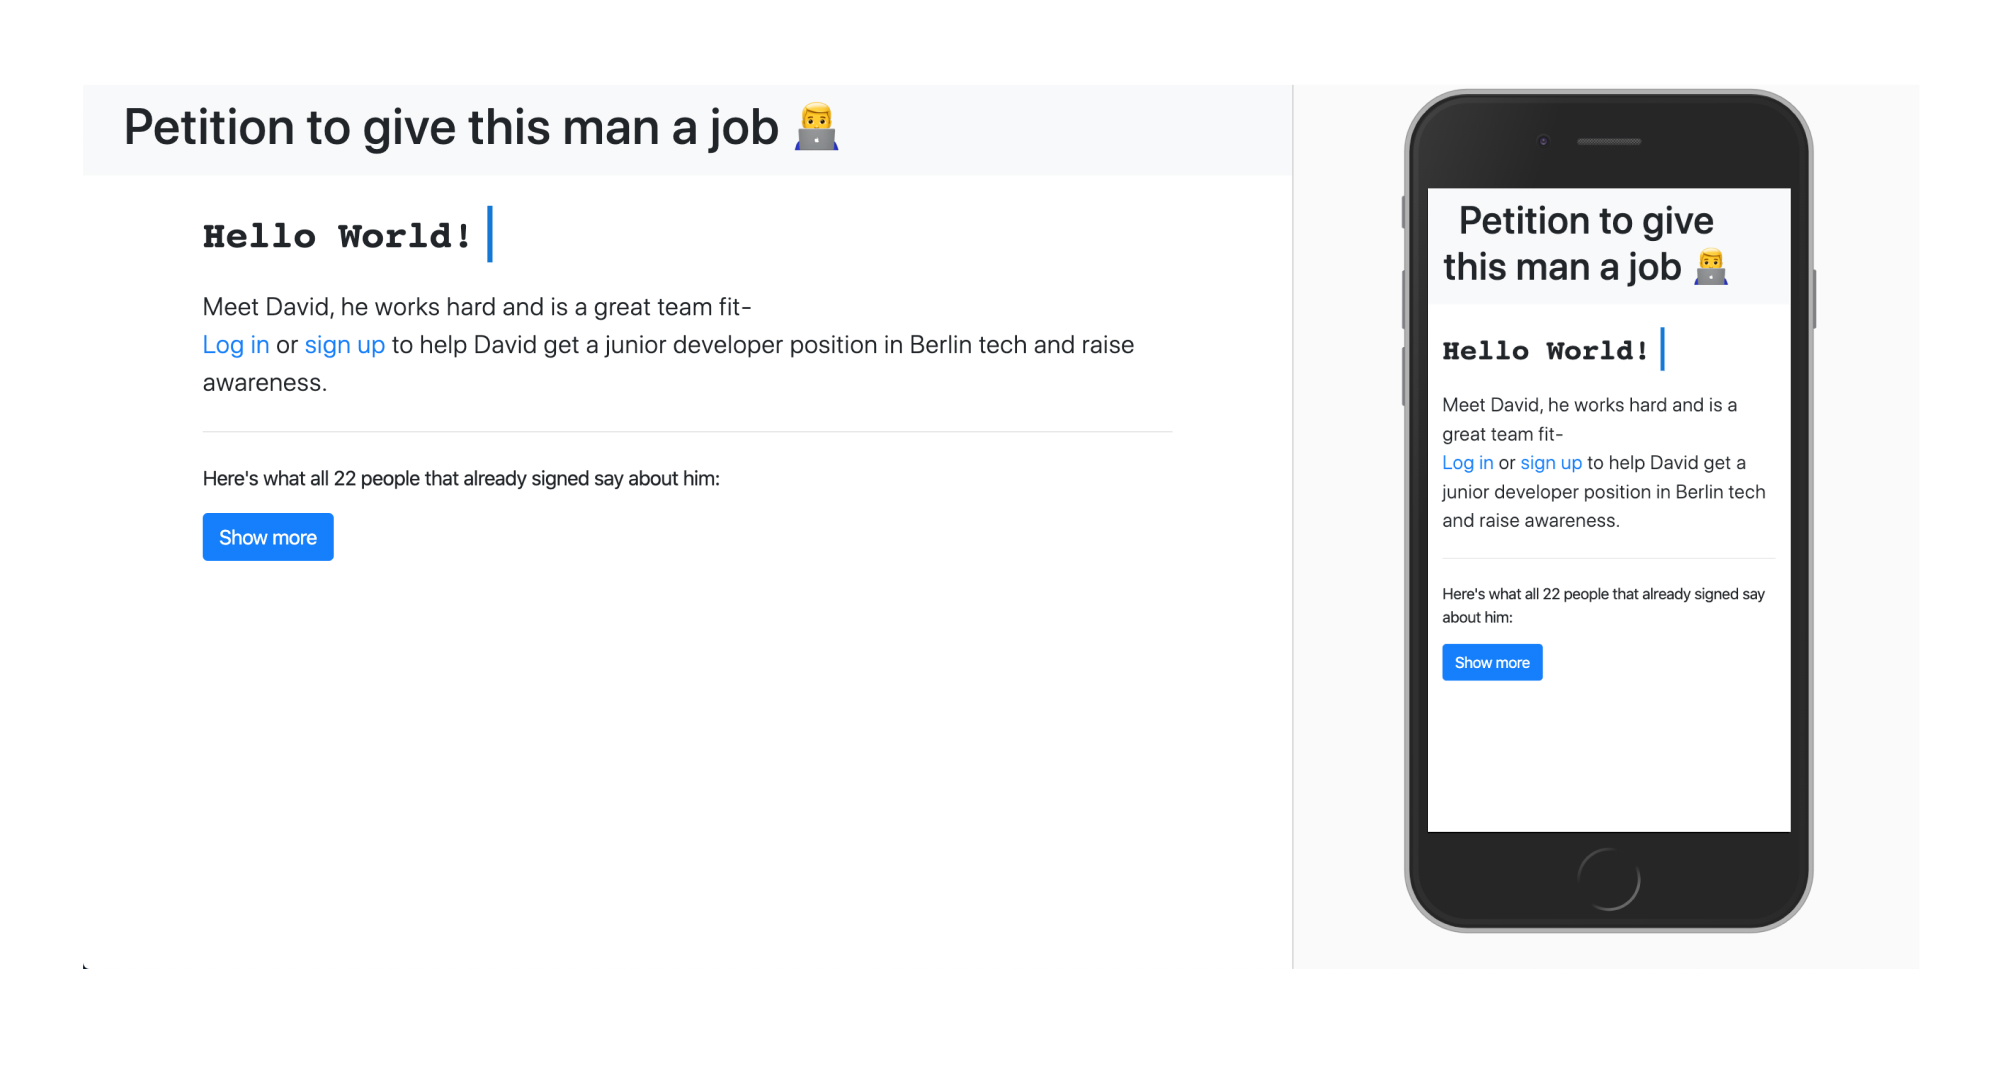 Petition to give this man a job 👨‍💻
Hello World!
Meet David, he works hard and is a great team fit-
Log in or sign up to help David get a junior developer position in Berlin tech and raise
awareness.
Here's what all 22 people that already signed say about him:
Show more
Petition to give
this man a job 👨‍💻
Hello World!
Meet David, he works hard and is a
great team fit-
Log in or sign up to help David get a
junior developer position in Berlin tech
and raise awareness.
Here's what all 22 people that already signed say
about him:
Show more